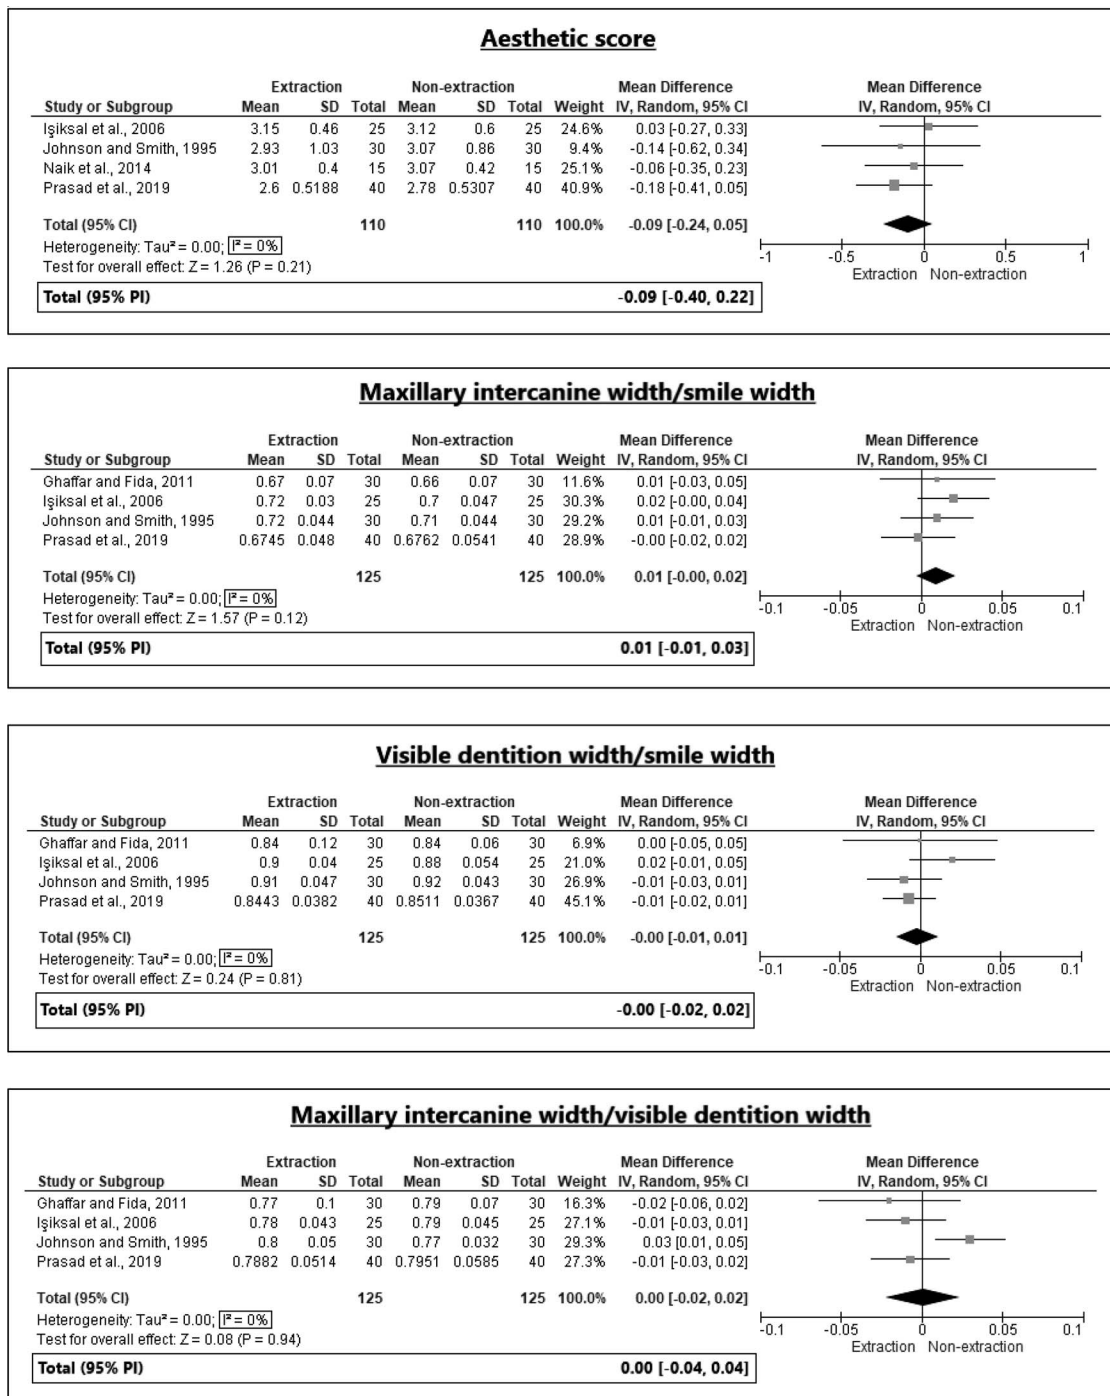 Aesthetic score
Extraction Non-extraction Mean Difference Mean Difference
Study or Subgroup Mean SD Total Mean SD Total Weight IV, Random, 95% CI IV, Random, 95% CI
Işiksal et al., 2006 3.15 0.46 25 3.12 0.6 25 24.6% 0.03 [-0.27, 0.33]
Johnson and Smith, 1995 2.93 1.03 30 3.07 0.86 30 9.4% -0.14 [-0.62, 0.34]
Naik et al., 2014 3.01 0.4 15 3.07 0.42 15 25.1% -0.06 [-0.35, 0.23]
Prasad et al., 2019 2.6 0.5188 40 2.78 0.5307 40 40.9% -0.18 [-0.41, 0.05]
Total (95% CI) 110 110 100.0% -0.09 [-0.24, 0.05]
Heterogeneity: Tau² = 0.00; I² = 0%
Test for overall effect: Z = 1.26 (P = 0.21)
-1 -0.5 0 0.5 1
Extraction Non-extraction
Total (95% PI) -0.09 [-0.40, 0.22]
Maxillary intercanine width/smile width
Extraction Non-extraction Mean Difference Mean Difference
Study or Subgroup Mean SD Total Mean SD Total Weight IV, Random, 95% CI IV, Random, 95% CI
Ghaffar and Fida, 2011 0.67 0.07 30 0.66 0.07 30 11.6% 0.01 [-0.03, 0.05]
Işiksal et al., 2006 0.72 0.03 25 0.7 0.047 25 30.3% 0.02 [-0.00, 0.04]
Johnson and Smith, 1995 0.72 0.044 30 0.71 0.044 30 29.2% 0.01 [-0.01, 0.03]
Prasad et al., 2019 0.6745 0.048 40 0.6762 0.0541 40 28.9% -0.00 [-0.02, 0.02]
Total (95% CI) 125 125 100.0% 0.01 [-0.00, 0.02]
Heterogeneity: Tau² = 0.00; I² = 0%
Test for overall effect: Z = 1.57 (P = 0.12)
-0.1 -0.05 0 0.05 0.1
Extraction Non-extraction
Total (95% PI) 0.01 [-0.01, 0.03]
Visible dentition width/smile width
Extraction Non-extraction Mean Difference Mean Difference
Study or Subgroup Mean SD Total Mean SD Total Weight IV, Random, 95% CI IV, Random, 95% CI
Ghaffar and Fida, 2011 0.84 0.12 30 0.84 0.06 30 6.9% 0.00 [-0.05, 0.05]
Işiksal et al., 2006 0.9 0.04 25 0.88 0.054 25 21.0% 0.02 [-0.01, 0.05]
Johnson and Smith, 1995 0.91 0.047 30 0.92 0.043 30 26.9% -0.01 [-0.03, 0.01]
Prasad et al., 2019 0.8443 0.0382 40 0.8511 0.0367 40 45.1% -0.01 [-0.02, 0.01]
Total (95% CI) 125 125 100.0% -0.00 [-0.01, 0.01]
Heterogeneity: Tau² = 0.00; I² = 0%
Test for overall effect: Z = 0.24 (P = 0.81)
-0.1 -0.05 0 0.05 0.1
Extraction Non-extraction
Total (95% PI) -0.00 [-0.02, 0.02]
Maxillary intercanine width/visible dentition width
Extraction Non-extraction Mean Difference Mean Difference
Study or Subgroup Mean SD Total Mean SD Total Weight IV, Random, 95% CI IV, Random, 95% CI
Ghaffar and Fida, 2011 0.77 0.1 30 0.79 0.07 30 16.3% -0.02 [-0.06, 0.02]
Işiksal et al., 2006 0.78 0.043 25 0.79 0.045 25 27.1% -0.01 [-0.03, 0.01]
Johnson and Smith, 1995 0.8 0.05 30 0.77 0.032 30 29.3% 0.03 [0.01, 0.05]
Prasad et al., 2019 0.7882 0.0514 40 0.7951 0.0585 40 27.3% -0.01 [-0.03, 0.02]
Total (95% CI) 125 125 100.0% 0.00 [-0.02, 0.02]
Heterogeneity: Tau² = 0.00; I² = 0%
Test for overall effect: Z = 0.08 (P = 0.94)
-0.1 -0.05 0 0.05 0.1
Extraction Non-extraction
Total (95% PI) 0.00 [-0.04, 0.04]